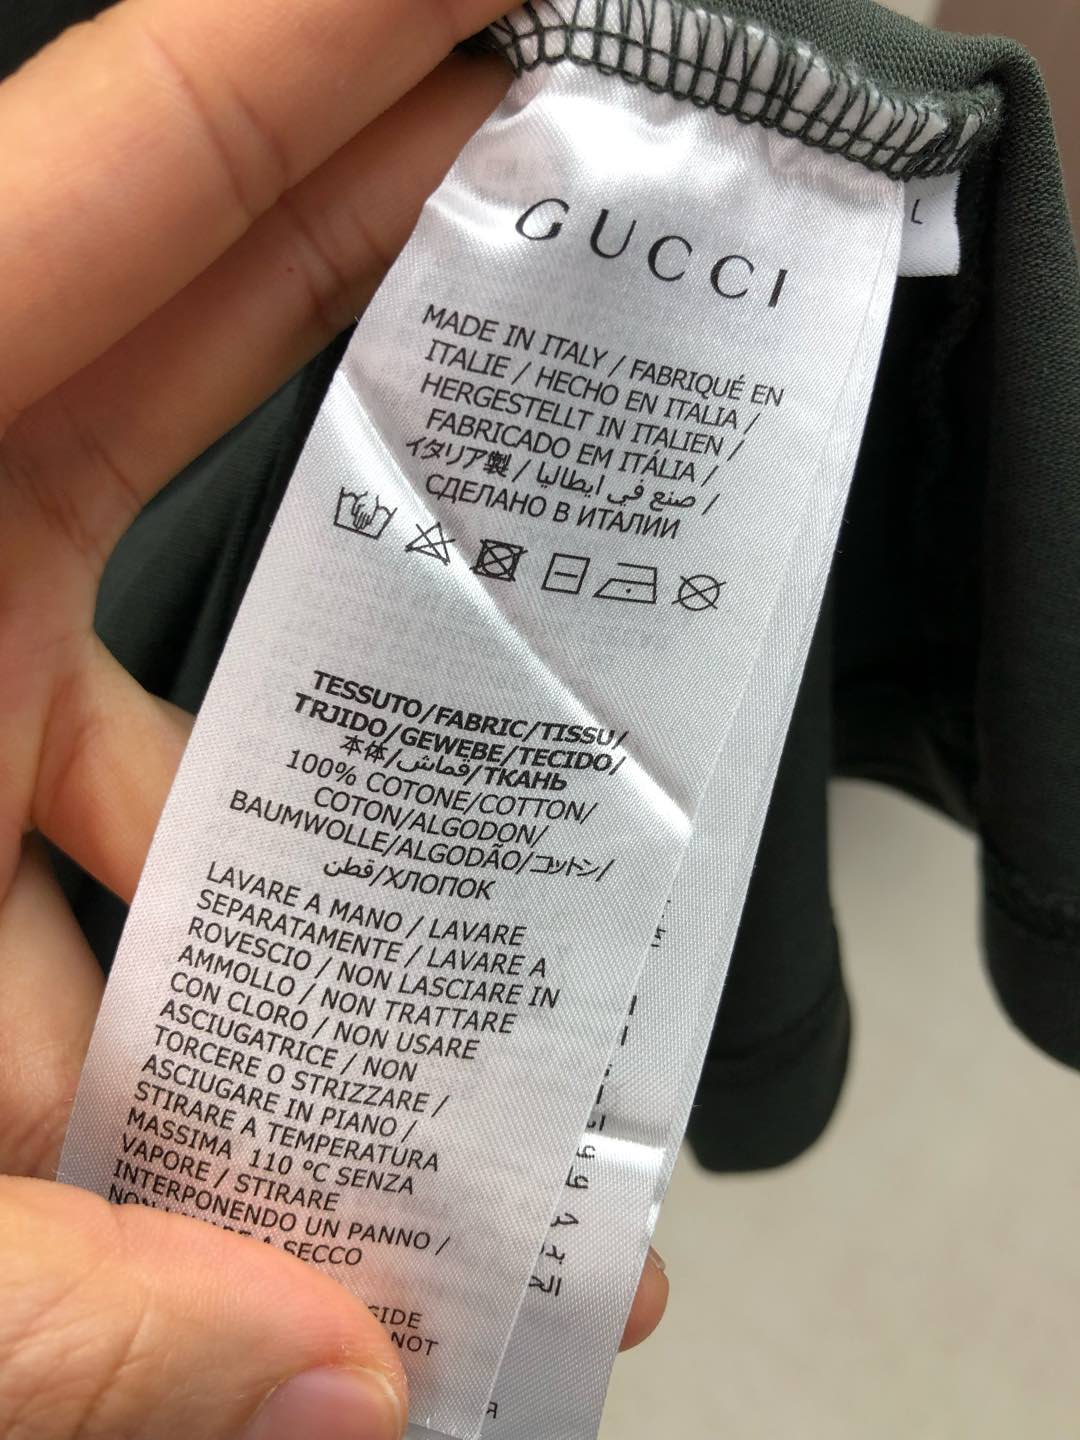 GUCCI
L
MADE IN ITALY / FABRIQUÉ EN
ITALIE / HECHO EN ITALIA /
HERGESTELLT IN ITALIEN /
FABRICADO EM ITÁLIA /
イタリア製 / صنع في ايطاليا /
СДЕЛАНО В ИТАЛИИ
TESSUTO/FABRIC/TISSU/
TRJIDO/GEWEBE/TECIDO/
本体/قماش/ТКАНЬ
100% COTONE/COTTON/
COTON/ALGODON/
BAUMWOLLE/ALGODÃO/コットン/
قطن/ХЛОПОК
LAVARE A MANO / LAVARE
SEPARATAMENTE / LAVARE A
ROVESCIO / NON LASCIARE IN
AMMOLLO / NON TRATTARE
CON CLORO / NON USARE
ASCIUGATRICE / NON
TORCERE O STRIZZARE /
ASCIUGARE IN PIANO /
STIRARE A TEMPERATURA
MASSIMA 110 °C SENZA
VAPORE / STIRARE
INTERPONENDO UN PANNO /
NON LAVARE A SECCO
SIDE
NOT